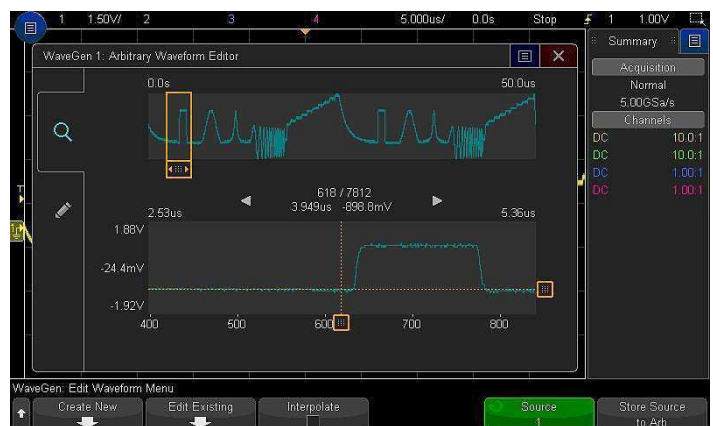 1 1.50V/ 2 3 4 5.000us/ 0.0s Stop 1 1.00V
Summary
WaveGen 1: Arbitrary Waveform Editor
Acquisition
Normal
5.00GSa/s
Channels
DC 10.0:1
DC 10.0:1
DC 1.00:1
DC 1.00:1
0.0s 50.0us
618 / 7812
3.949us -898.8mV
2.53us 5.36us
1.88V
-24.4mV
-1.92V
400 500 600 700 800
T
WaveGen: Edit Waveform Menu
Create New Edit Existing Interpolate Source Store Source
1 to Arb